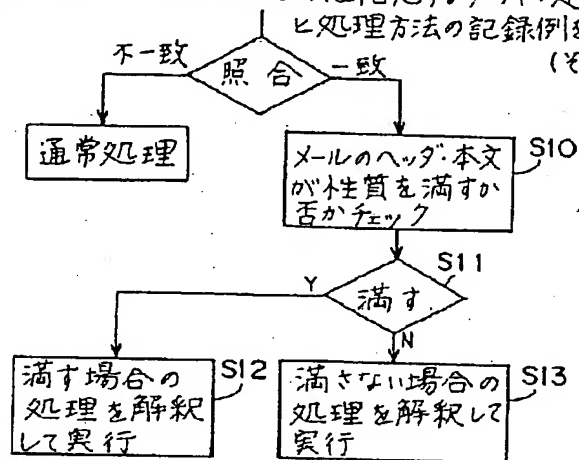 と処理方法の記録例を
(そ
不一致
照合
一致
通常処理
メールのヘッダ・本文
が性質を満すか
否かチェック
S10
S11
Y
満す
N
満す場合の
処理を解釈
して実行
S12
満さない場合の
処理を解釈して
実行
S13